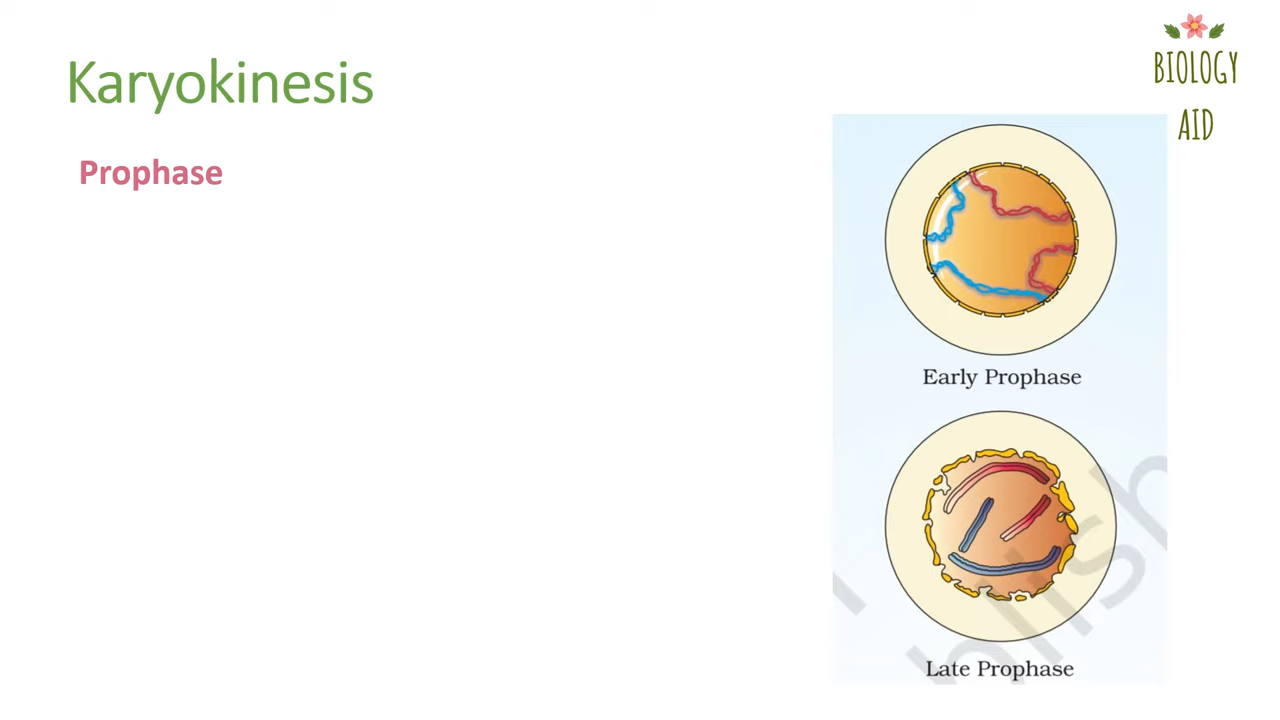 Karyokinesis
BIOLOGY
AID
Prophase
Early Prophase
Late Prophase